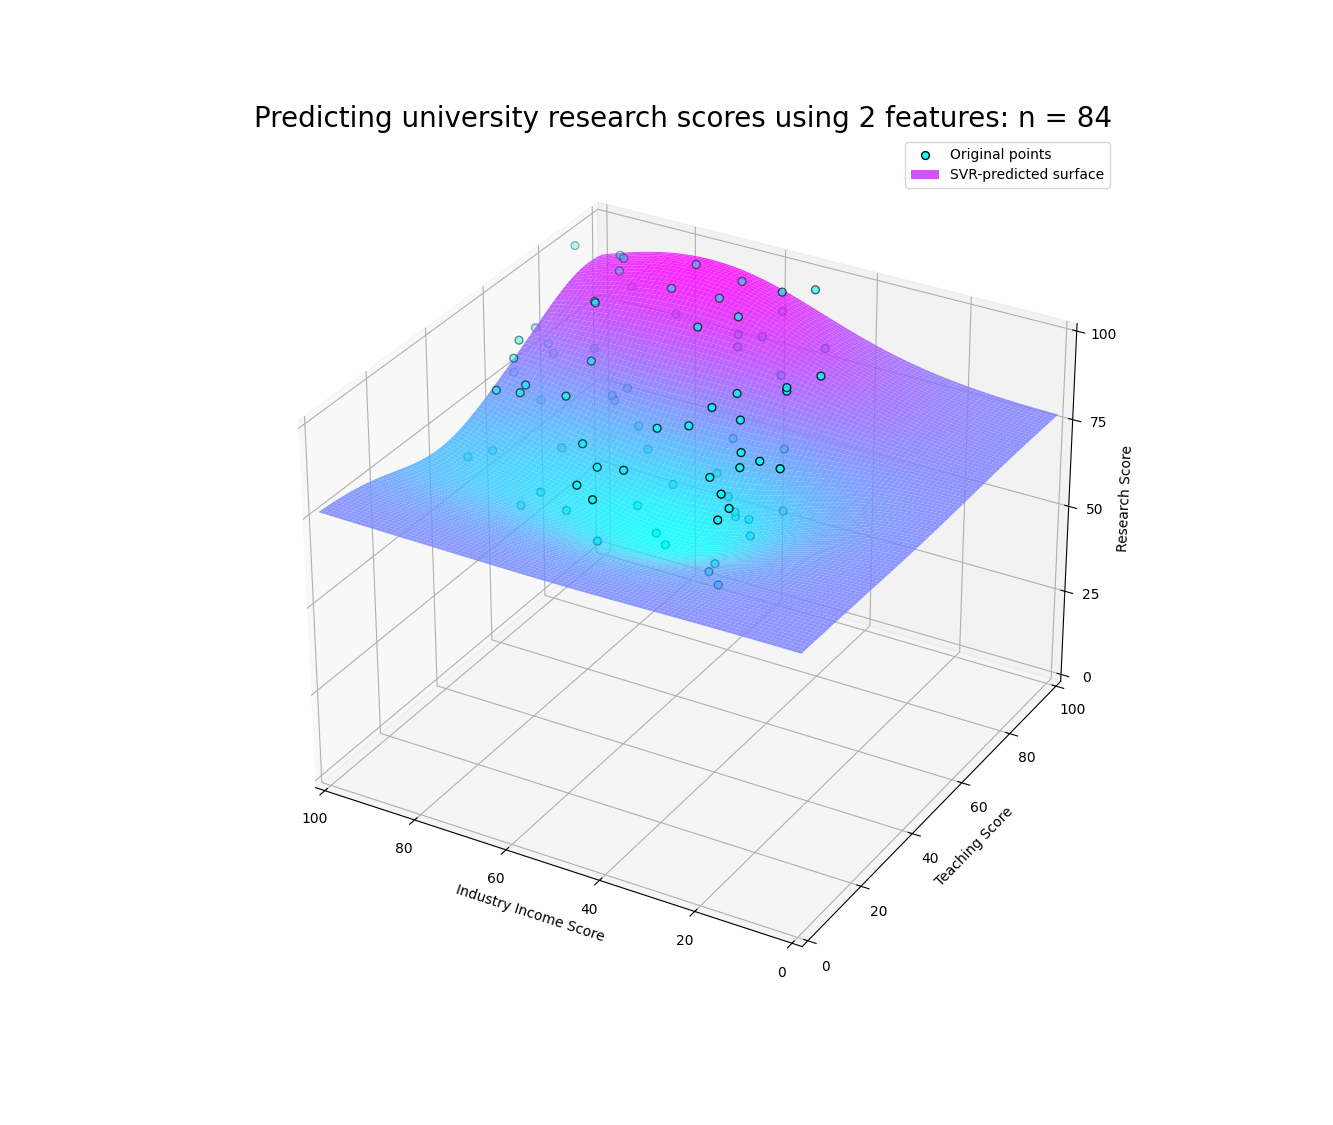 Predicting university research scores using 2 features: n = 84
Original points
SVR-predicted surface
100
75
50
25
0
Research Score
100
80
60
40
20
0
Teaching Score
100
80
60
40
20
0
Industry Income Score